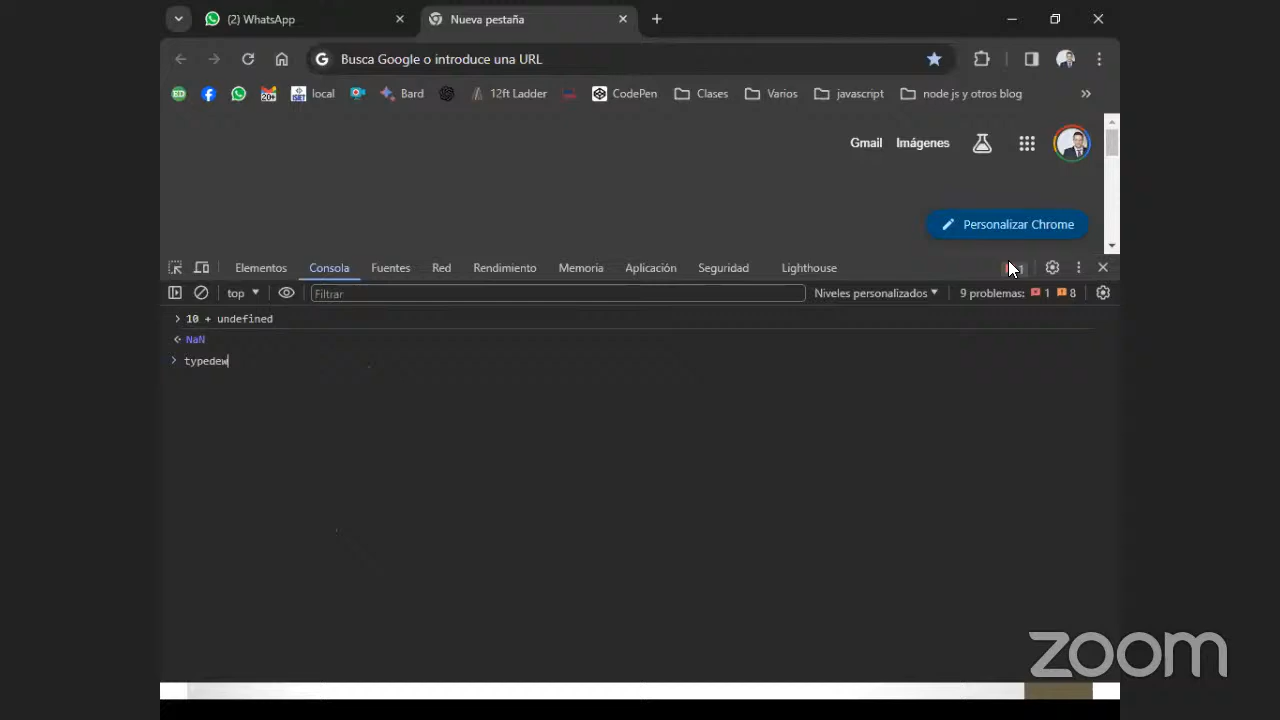 (2) WhatsApp
Nueva pestaña
Busca Google o introduce una URL
20+
local
Bard
12ft Ladder
CodePen
Clases
Varios
javascript
node js y otros blog
»
Gmail
Imágenes
Personalizar Chrome
Elementos
Consola
Fuentes
Red
Rendimiento
Memoria
Aplicación
Seguridad
Lighthouse
top
Filtrar
Niveles personalizados
9 problemas: 1 8
> 10 + undefined
NaN
> typedew
zoom